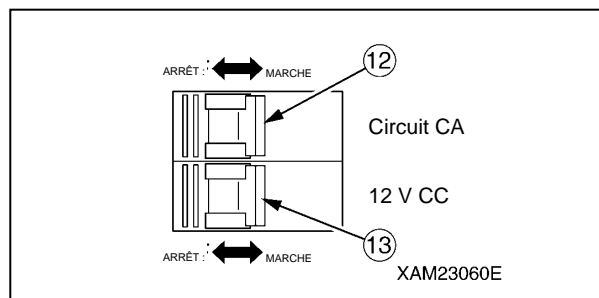 ARRÊT : MARCHE
12
Circuit CA
12 V CC
13
ARRÊT : MARCHE
XAM23060E